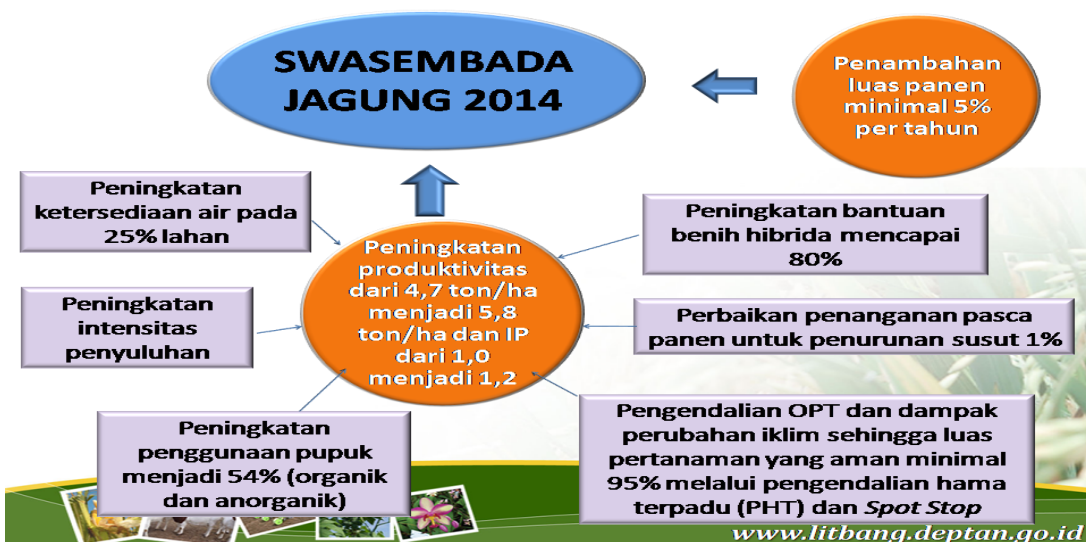 SWASEMBADA
JAGUNG 2014
Penambahan
luas panen
minimal 5%
per tahun
Peningkatan
ketersediaan air pada
25% lahan
Peningkatan bantuan
benih hibrida mencapai
80%
Peningkatan
produktivitas
dari 4,7 ton/ha
menjadi 5,8
ton/ha dan IP
dari 1,0
menjadi 1,2
Peningkatan
intensitas
penyuluhan
Perbaikan penanganan pasca
panen untuk penurunan susut 1%
Peningkatan
penggunaan pupuk
menjadi 54% (organik
dan anorganik)
Pengendalian OPT dan dampak
perubahan iklim sehingga luas
pertanaman yang aman minimal
95% melalui pengendalian hama
terpadu (PHT) dan Spot Stop
www.litbang.deptan.go.id